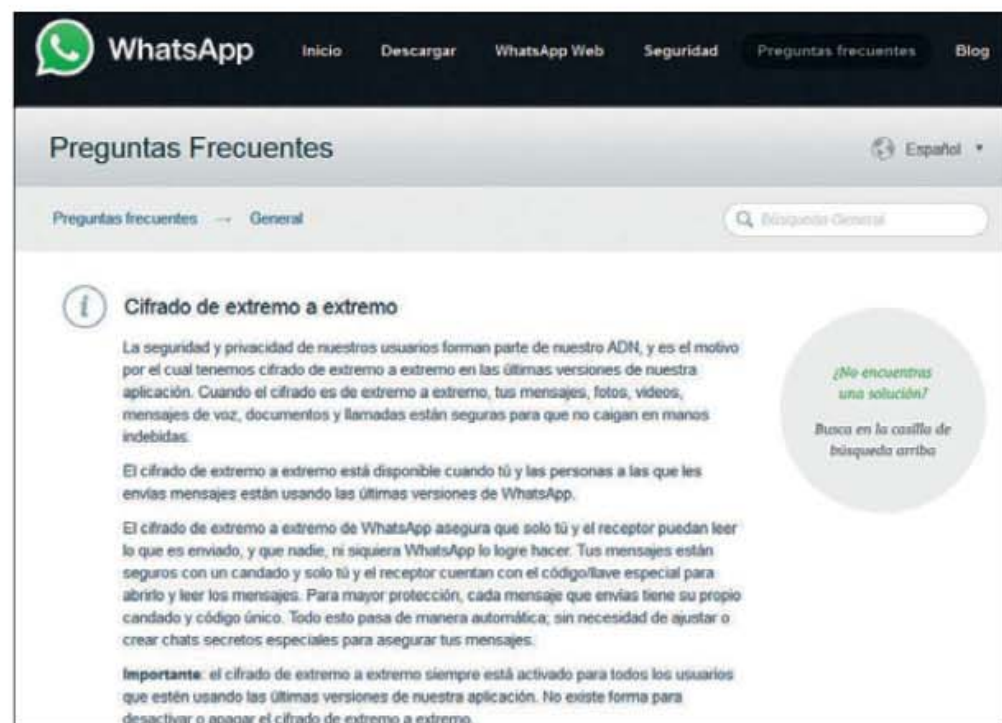 WhatsApp
Inicio
Descargar
WhatsApp Web
Seguridad
Preguntas frecuentes
Blog
Preguntas Frecuentes
Español
Preguntas frecuentes → General
Búsqueda General
i
Cifrado de extremo a extremo
La seguridad y privacidad de nuestros usuarios forman parte de nuestro ADN, y es el motivo
por el cual tenemos cifrado de extremo a extremo en las últimas versiones de nuestra
aplicación. Cuando el cifrado es de extremo a extremo, tus mensajes, fotos, videos,
mensajes de voz, documentos y llamadas están seguras para que no caigan en manos
indebidas.
El cifrado de extremo a extremo está disponible cuando tú y las personas a las que les
envías mensajes están usando las últimas versiones de WhatsApp.
El cifrado de extremo a extremo de WhatsApp asegura que solo tú y el receptor puedan leer
lo que es enviado, y que nadie, ni siquiera WhatsApp lo logre hacer. Tus mensajes están
seguros con un candado y solo tú y el receptor cuentan con el código/llave especial para
abrirlo y leer los mensajes. Para mayor protección, cada mensaje que envías tiene su propio
candado y código único. Todo esto pasa de manera automática; sin necesidad de ajustar o
crear chats secretos especiales para asegurar tus mensajes.
Importante: el cifrado de extremo a extremo siempre está activado para todos los usuarios
que estén usando las últimas versiones de nuestra aplicación. No existe forma para
desactivar o apagar el cifrado de extremo a extremo.
¿No encuentras
una solución?
Busca en la casilla de
búsqueda arriba